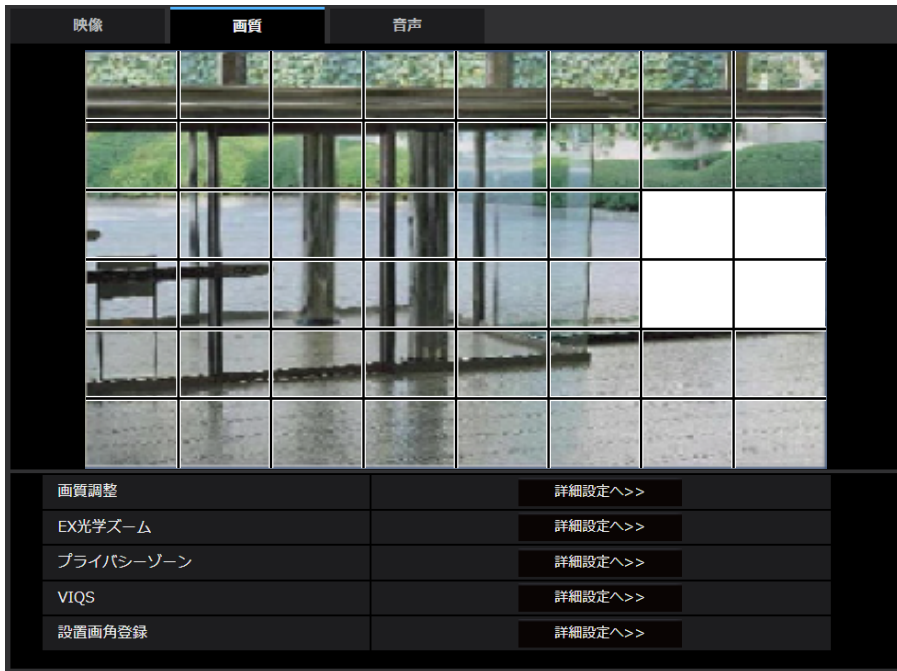 映像 画質 音声
画質調整 詳細設定へ>>
EX光学ズーム 詳細設定へ>>
プライバシーゾーン 詳細設定へ>>
VIQS 詳細設定へ>>
設置画角登録 詳細設定へ>>